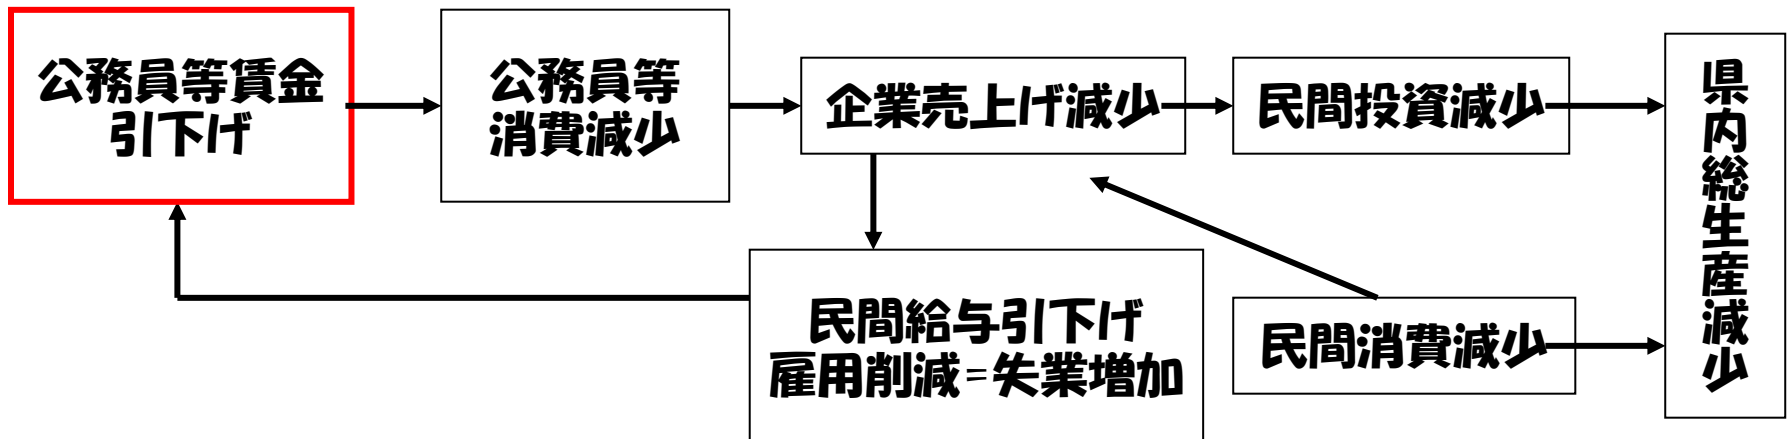 公務員等賃金
引下げ
公務員等
消費減少
企業売上げ減少
民間投資減少
県内総生産減少
民間給与引下げ
雇用削減=失業増加
民間消費減少